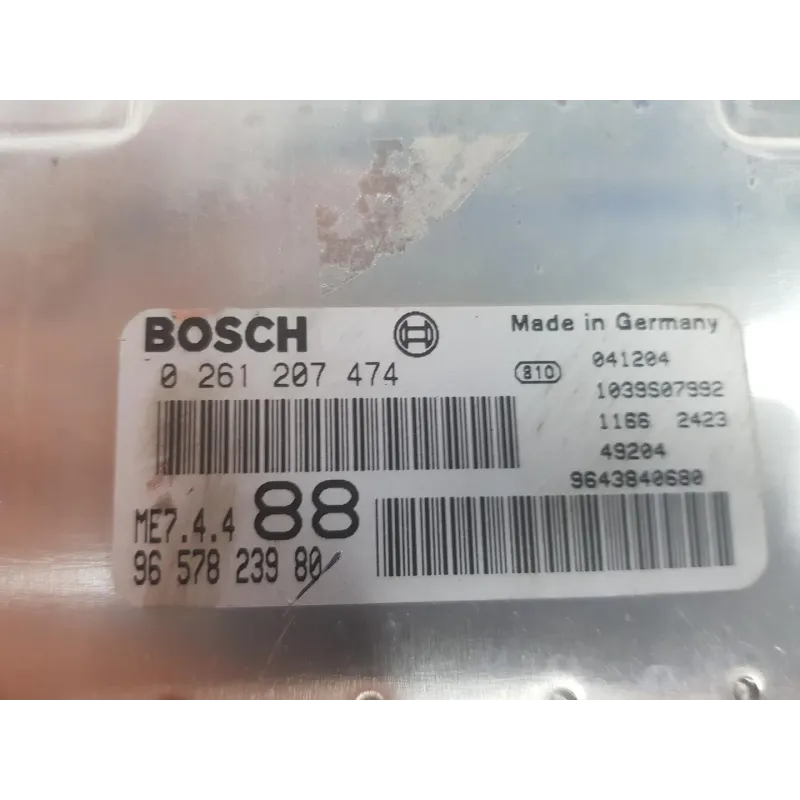 BOSCH
0 261 207 474
Made in Germany
810
041204
1039S07992
1166 2423
49204
9643840680
ME7.4.4 88
96 578 239 80